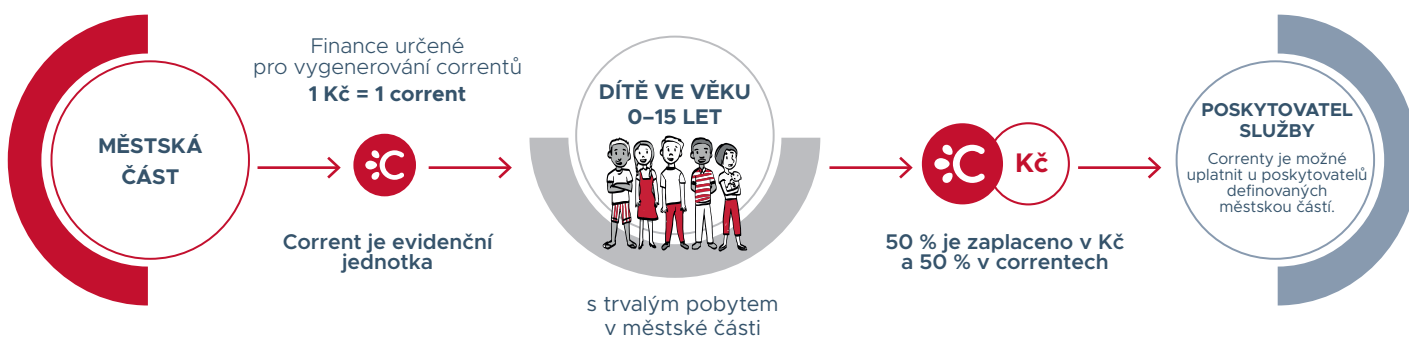 MĚSTSKÁ
ČÁST
Finance určené
pro vygenerování correntů
1 Kč = 1 corrent
C
Corrent je evidenční
jednotka
DÍTĚ VE VĚKU
0–15 LET
s trvalým pobytem
v městské části
C Kč
50 % je zaplaceno v Kč
a 50 % v correntech
POSKYTOVATEL
SLUŽBY
Correnty je možné
uplatnit u poskytovatelů
definovaných
městskou částí.